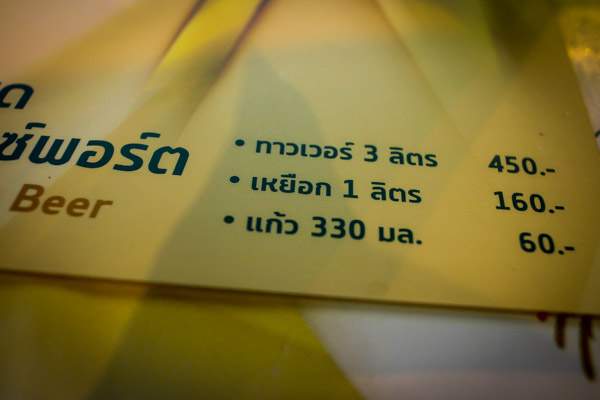 ซ์พอร์ต
Beer
• ทาวเวอร์ 3 ลิตร 450.-
• เหยือก 1 ลิตร 160.-
• แก้ว 330 มล. 60.-